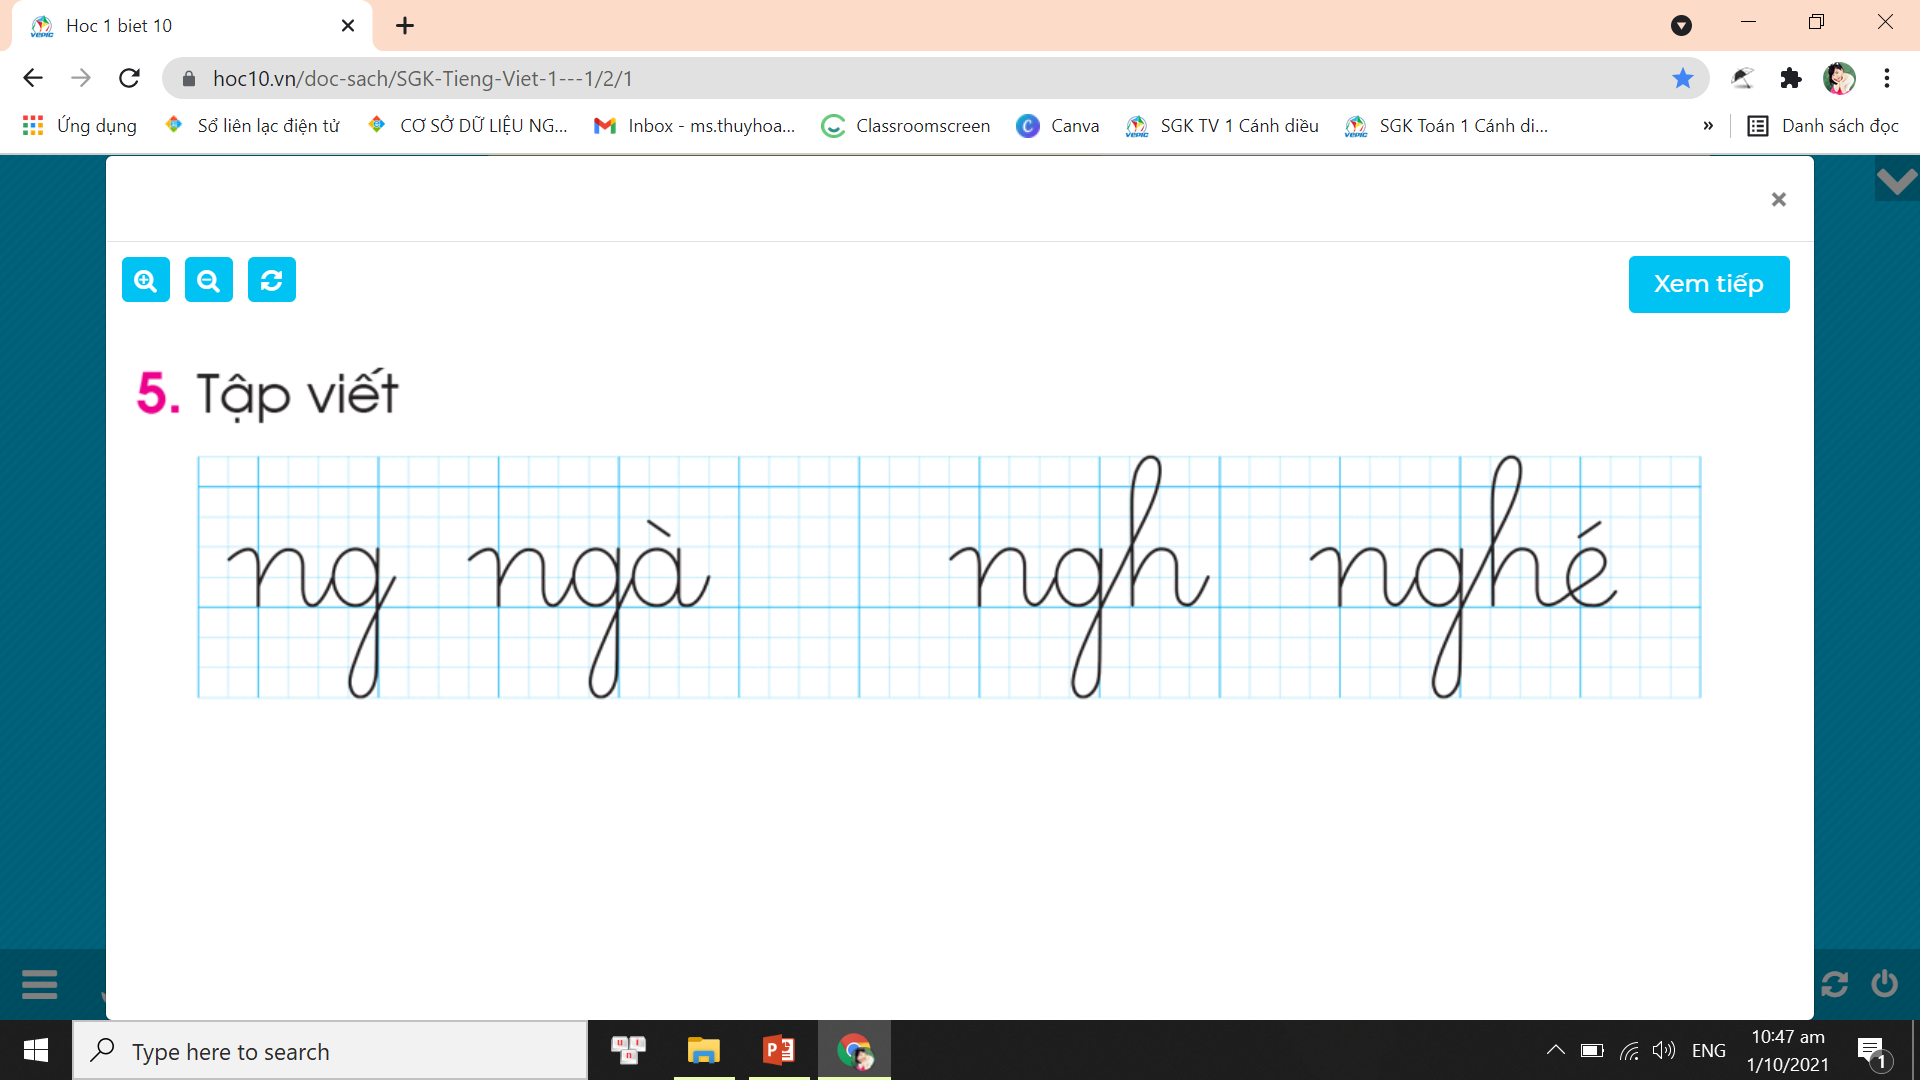 Hoc 1 biet 10
hoc10.vn/doc-sach/SGK-Tieng-Viet-1---1/2/1
Ứng dụng Sổ liên lạc điện tử CƠ SỞ DỮ LIỆU NG... Inbox - ms.thuyhoa... Classroomscreen Canva SGK TV 1 Cánh diều SGK Toán 1 Cánh di... » Danh sách đọc
Xem tiếp
5. Tập viết
ng ngà ngh nghé
Type here to search
ENG
10:47 am
1/10/2021
1